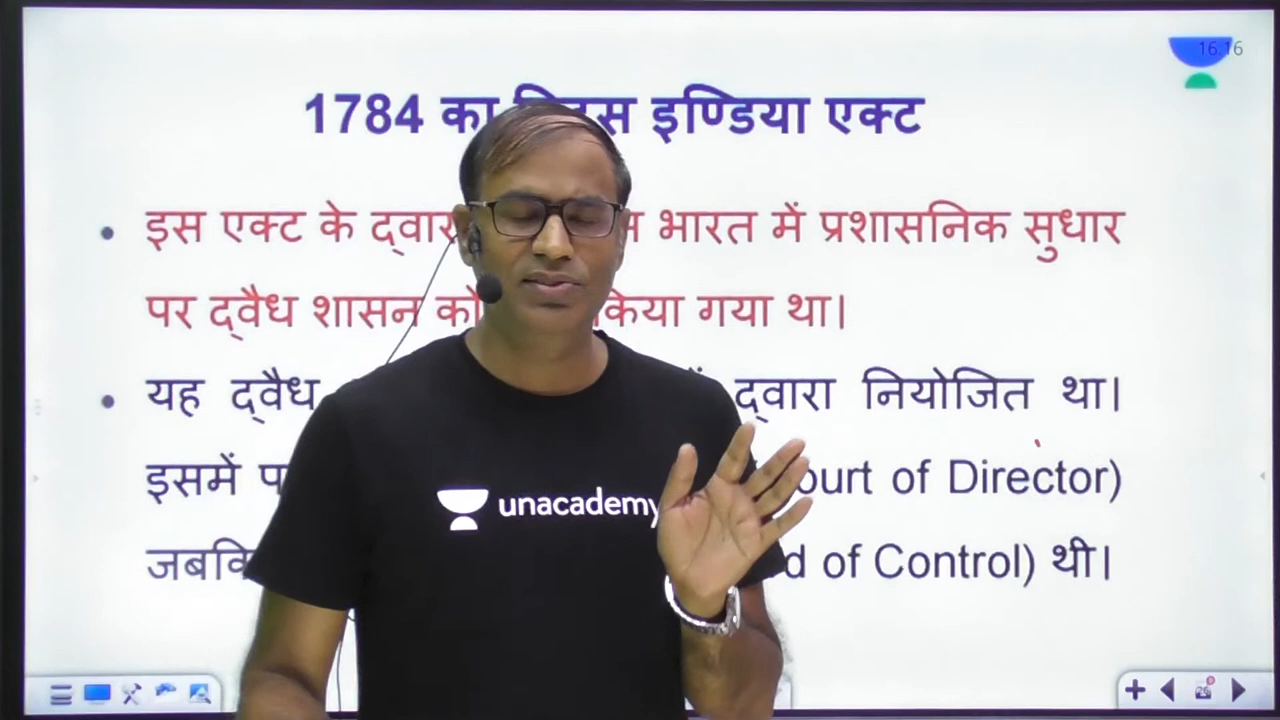 16:16
1784 का इण्डिया एक्ट
इस एक्ट के द्वार भारत में प्रशासनिक सुधार
पर द्वैध शासन को किया गया था।
यह द्वैध द्वारा नियोजित था।
इसमें ourt of Director)
जबकि d of Control) थी।
unacademy